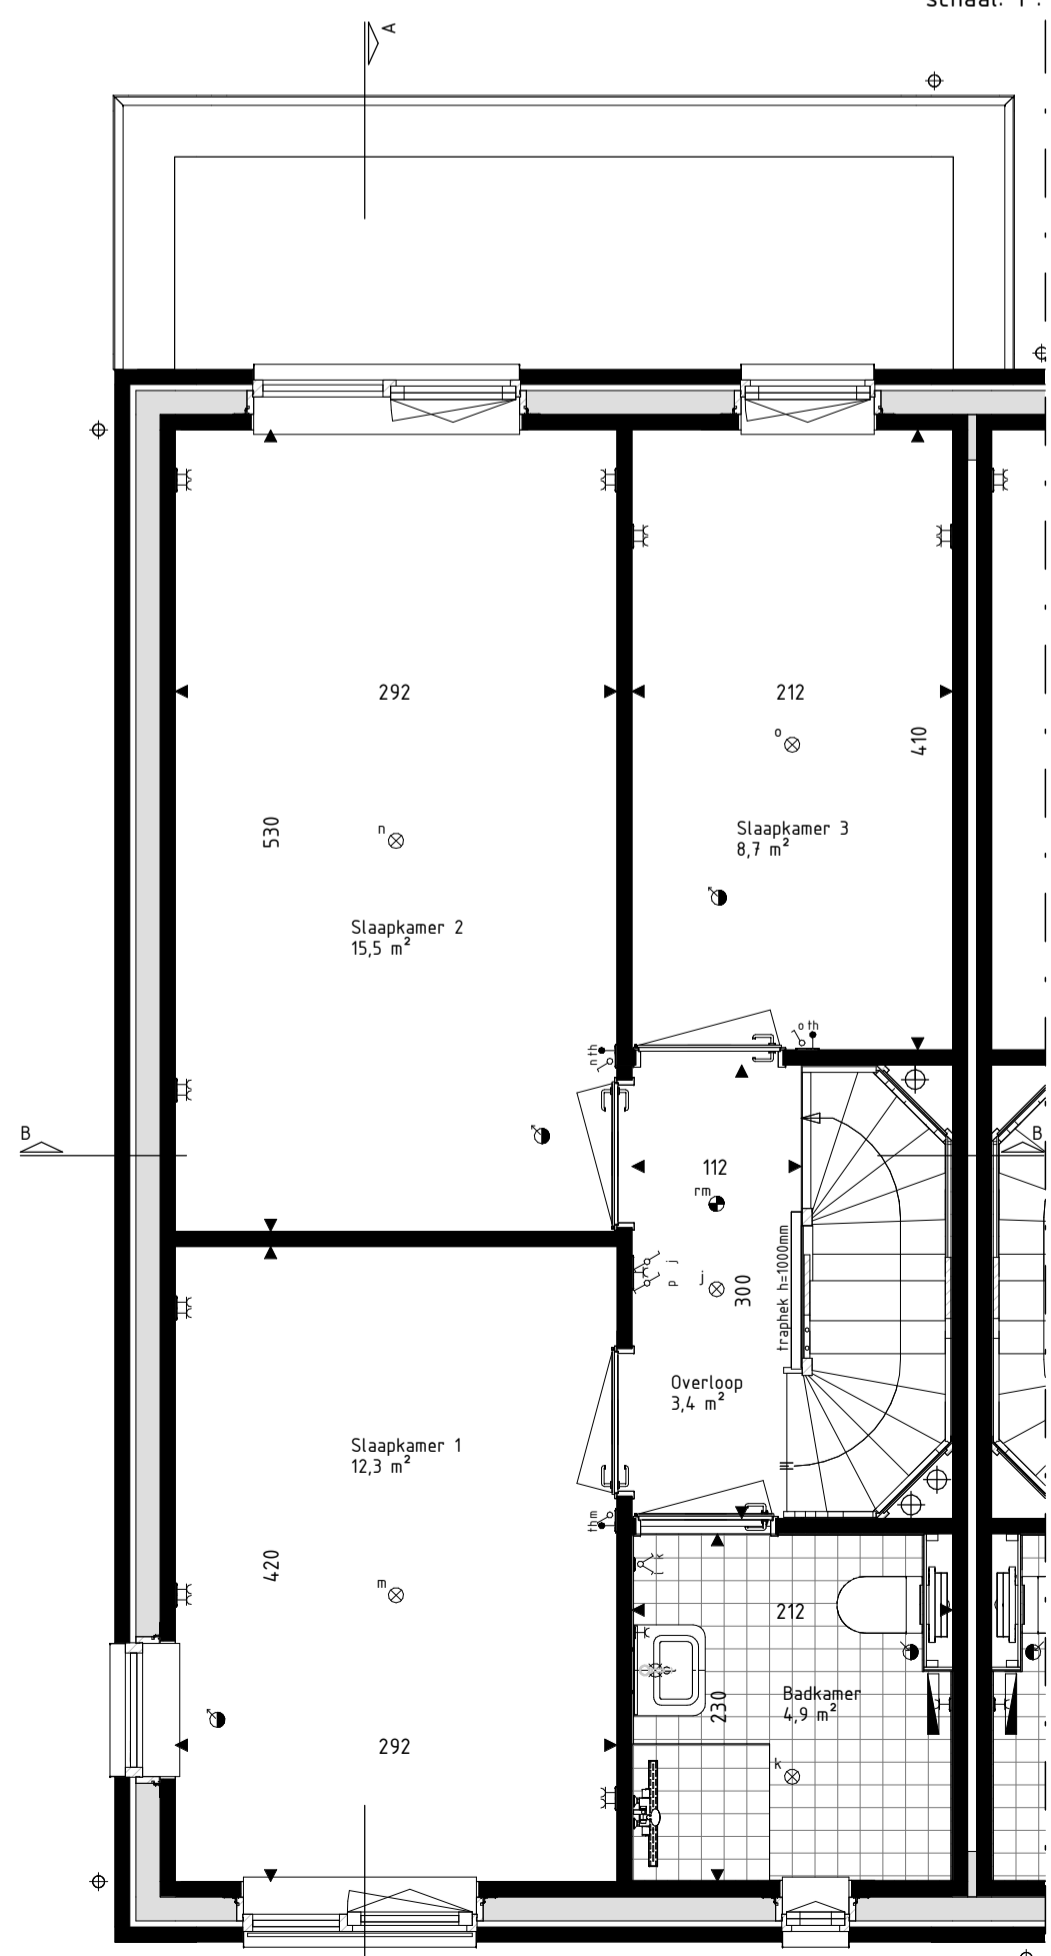 schaal: 1 :
A
292
212
o
410
n
530
Slaapkamer 3
8,7 m²
Slaapkamer 2
15,5 m²
o th
n th
B
B
112
rm
p j
j
300
traphek h=1000mm
Overloop
3,4 m²
Slaapkamer 1
12,3 m²
thm
420
m
k
212
Badkamer
4,9 m²
230
292
k